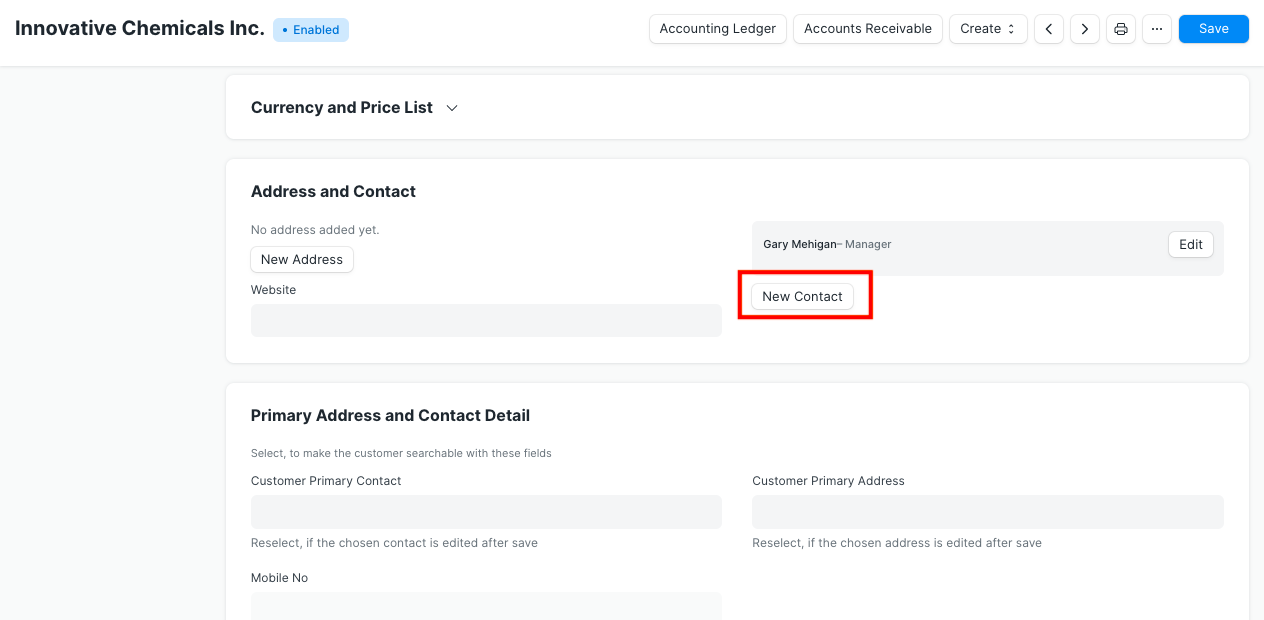 Innovative Chemicals Inc.
• Enabled
Accounting Ledger
Accounts Receivable
Create
...
Save
Currency and Price List
Address and Contact
No address added yet.
New Address
Website
Gary Mehigan– Manager
Edit
New Contact
Primary Address and Contact Detail
Select, to make the customer searchable with these fields
Customer Primary Contact
Reselect, if the chosen contact is edited after save
Customer Primary Address
Reselect, if the chosen address is edited after save
Mobile No